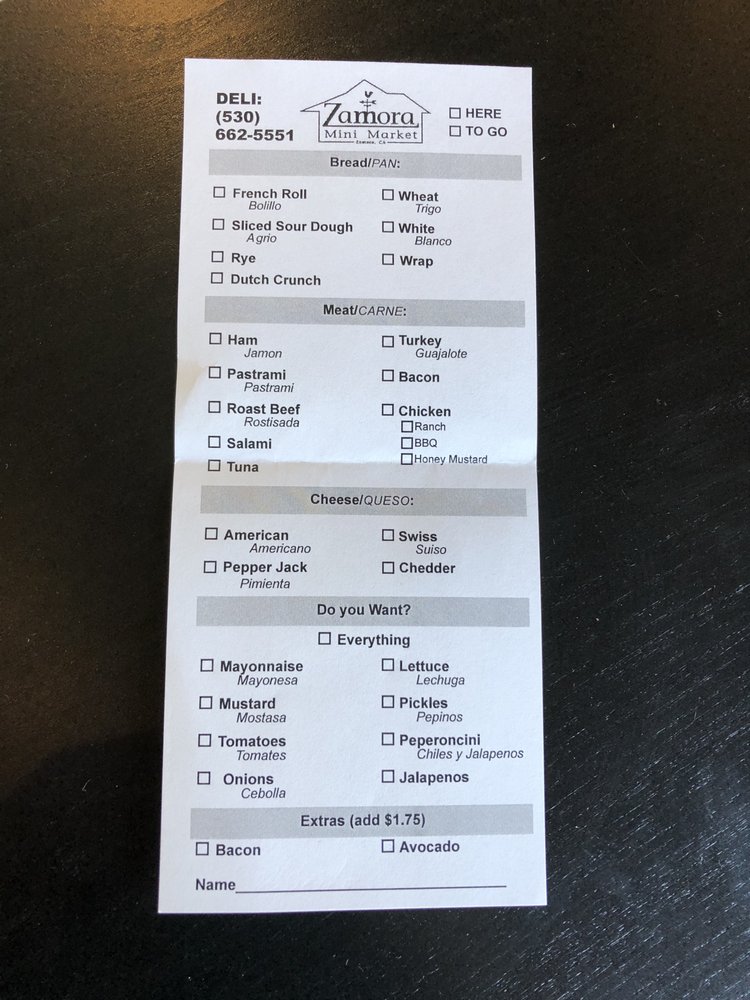 DELI:
(530)
662-5551
Zamora
Mini Market
HERE
TO GO
Bread/PAN:
French Roll
Bolillo
Wheat
Trigo
Sliced Sour Dough
Agrio
White
Blanco
Rye
Wrap
Dutch Crunch
Meat/CARNE:
Ham
Jamon
Turkey
Guajalote
Pastrami
Pastrami
Bacon
Roast Beef
Rostisada
Chicken
Ranch
Salami
BBQ
Tuna
Honey Mustard
Cheese/QUESO:
American
Americano
Swiss
Suiso
Pepper Jack
Pimienta
Chedder
Do you Want?
Everything
Mayonnaise
Mayonesa
Lettuce
Lechuga
Mustard
Mostasa
Pickles
Pepinos
Tomatoes
Tomates
Peperoncini
Chiles y Jalapenos
Onions
Cebolla
Jalapenos
Extras (add $1.75)
Bacon
Avocado
Name